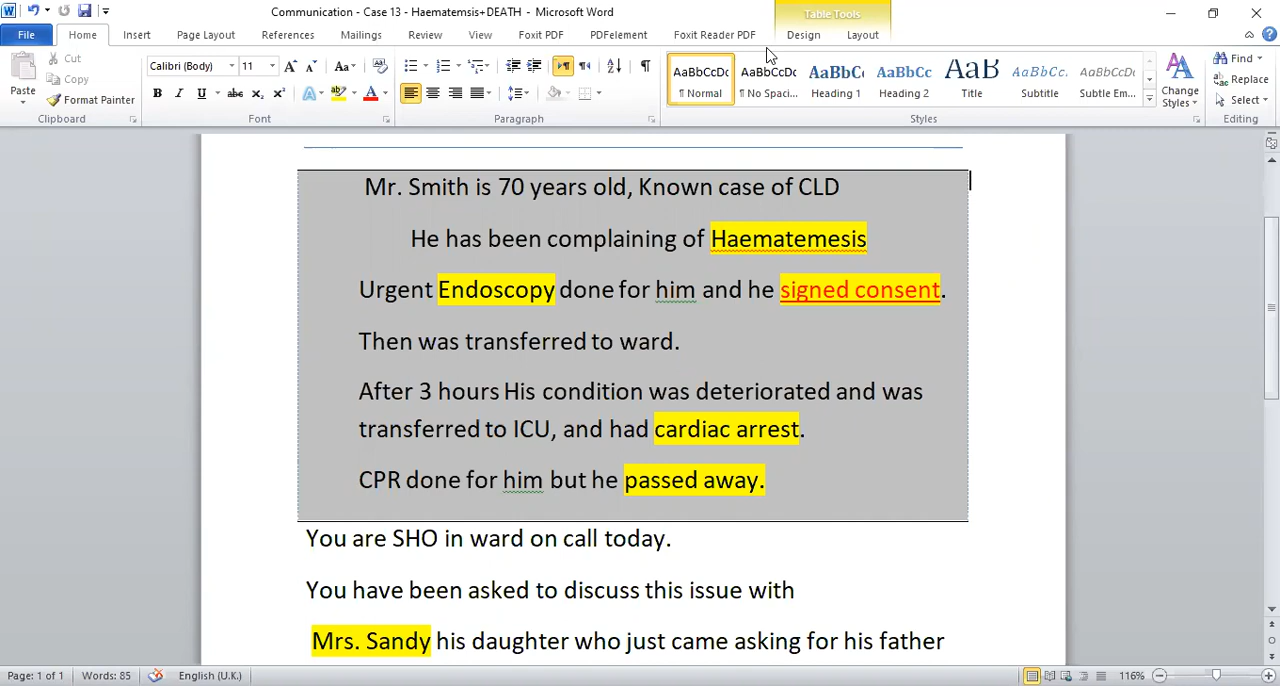 Communication - Case 13 - Haematemsis+DEATH - Microsoft Word
Table Tools
File Home Insert Page Layout References Mailings Review View Foxit PDF PDFelement Foxit Reader PDF Design Layout
Cut
Copy
Format Painter
Paste
Calibri (Body) 11
AaBbCcDc AaBbCcDc AaBbCc AaBbCc AaB AaBbCc. AaBbCcDc.
¶ Normal ¶ No Spaci... Heading 1 Heading 2 Title Subtitle Subtle Em...
Change Styles
Find
Replace
Select
Clipboard Font Paragraph Styles Editing
Mr. Smith is 70 years old, Known case of CLD
He has been complaining of Haematemesis
Urgent Endoscopy done for him and he signed consent.
Then was transferred to ward.
After 3 hours His condition was deteriorated and was
transferred to ICU, and had cardiac arrest.
CPR done for him but he passed away.
You are SHO in ward on call today.
You have been asked to discuss this issue with
Mrs. Sandy his daughter who just came asking for his father
Page: 1 of 1 Words: 85 English (U.K.) 116%